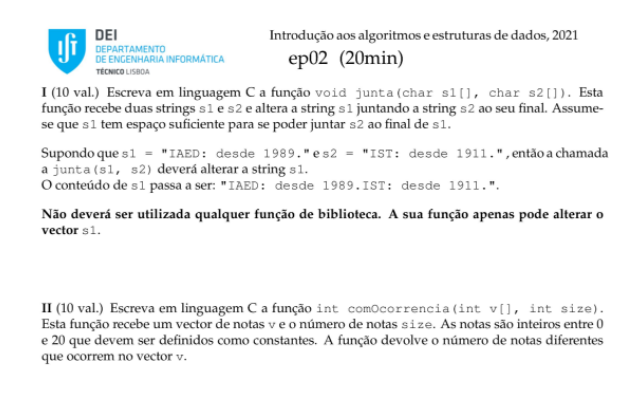 DEI
DEPARTAMENTO
DE ENGENHARIA INFORMÁTICA
TÉCNICO LISBOA
Introdução aos algoritmos e estruturas de dados, 2021
ep02 (20min)
I (10 val.) Escreva em linguagem C a função void junta(char s1[], char s2[]). Esta
função recebe duas strings s1 e s2 e altera a string s1 juntando a string s2 ao seu final. Assume-
se que s1 tem espaço suficiente para se poder juntar s2 ao final de s1.
Supondo que s1 = "IAED: desde 1989." e s2 = "IST: desde 1911.", então a chamada
a junta(s1, s2) deverá alterar a string s1.
O conteúdo de s1 passa a ser: "IAED: desde 1989.IST: desde 1911.".
Não deverá ser utilizada qualquer função de biblioteca. A sua função apenas pode alterar o
vector s1.
II (10 val.) Escreva em linguagem C a função int comOcorrencia(int v[], int size).
Esta função recebe um vector de notas v e o número de notas size. As notas são inteiros entre 0
e 20 que devem ser definidos como constantes. A função devolve o número de notas diferentes
que ocorrem no vector v.